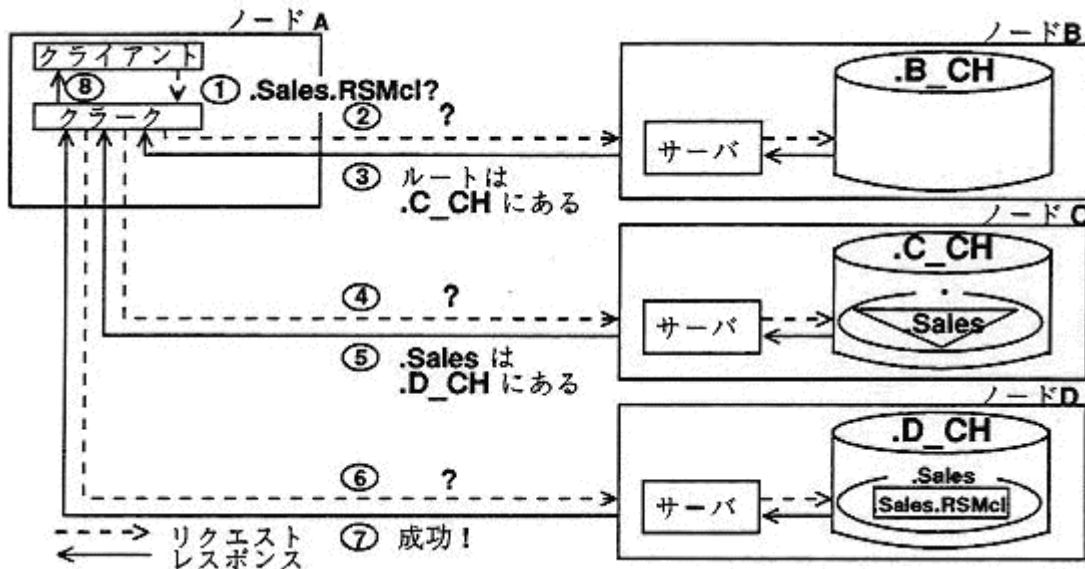 ノード A
クライアント
⑧
① .Sales.RSMcl?
クラーク
② ?
③ ルートは
.C_CH にある
④ ?
⑤ .Sales は
.D_CH にある
⑥ ?
⑦ 成功!
リクエスト
レスポンス
ノードB
.B_CH
サーバ
ノード C
.C_CH
.
.Sales
サーバ
ノードD
.D_CH
.Sales
.Sales.RSMcl
サーバ